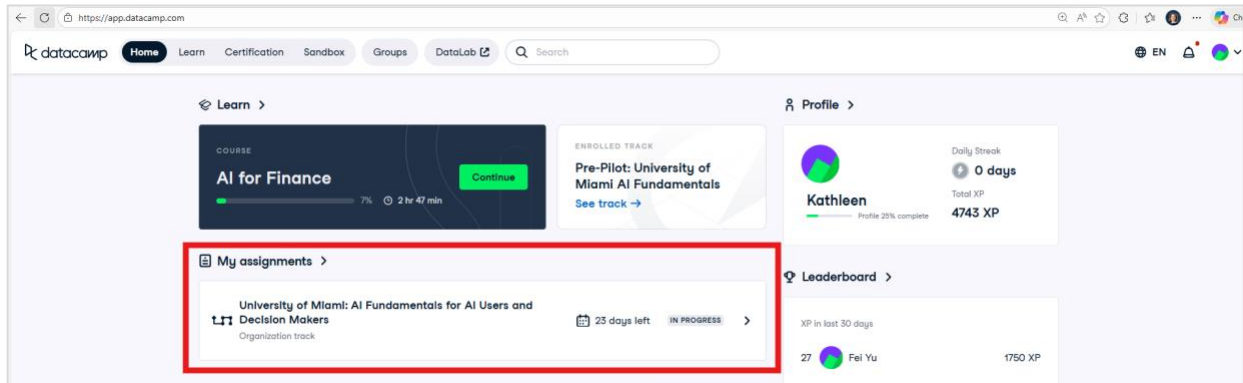 https://app.datacamp.com
Ch
datacamp Home Learn Certification Sandbox Groups DataLab Search EN
Learn >
COURSE
AI for Finance
Continue
7% 2 hr 47 min
ENROLLED TRACK
Pre-Pilot: University of
Miami AI Fundamentals
See track →
Profile >
Kathleen
Profile 25% complete
Daily Streak
0 days
Total XP
4743 XP
My assignments >
University of Miami: AI Fundamentals for AI Users and
Decision Makers
Organization track
23 days left IN PROGRESS >
Leaderboard >
XP in last 30 days
27 Fei Yu 1750 XP